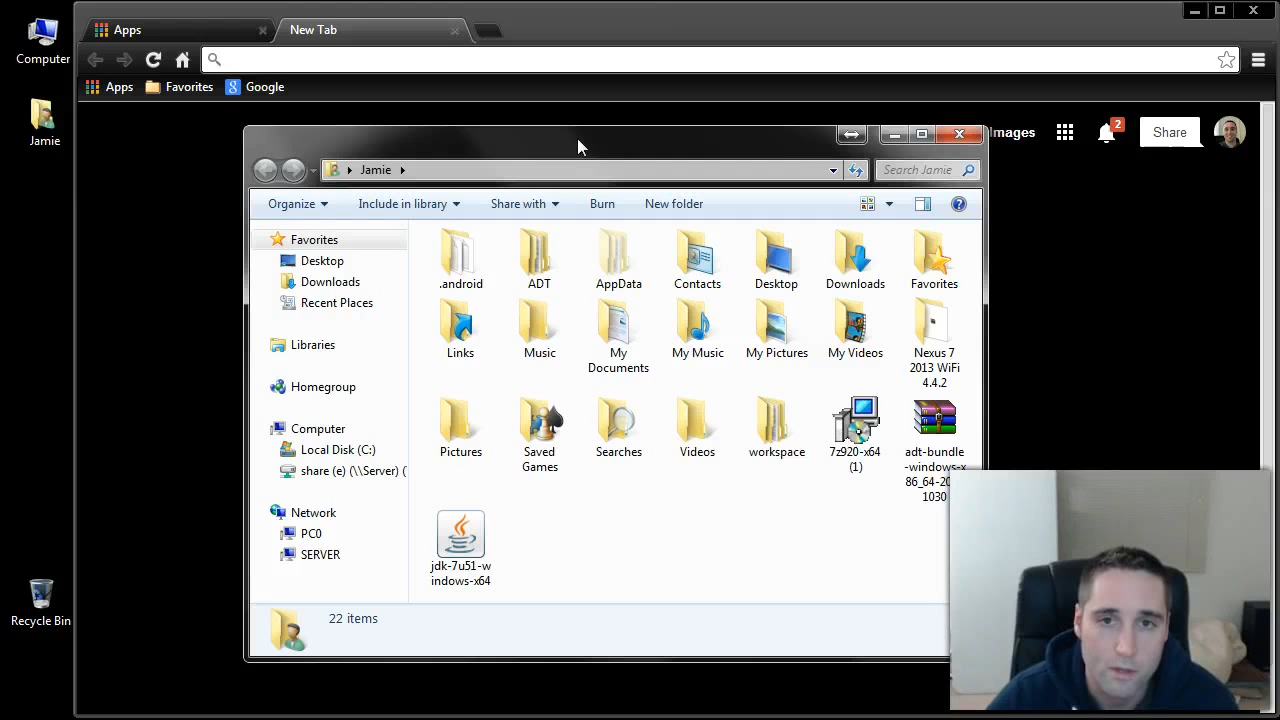 Computer
Jamie
Recycle Bin
Apps
New Tab
Apps
Favorites
Google
Images
2
Share
Jamie
Search Jamie
Organize
Include in library
Share with
Burn
New folder
Favorites
Desktop
Downloads
Recent Places
Libraries
Homegroup
Computer
Local Disk (C:)
share (e) (\\Server) (
Network
PC0
SERVER
.android
ADT
AppData
Contacts
Desktop
Downloads
Favorites
Links
Music
My
Documents
My Music
My Pictures
My Videos
Nexus 7
2013 WiFi
4.4.2
Pictures
Saved
Games
Searches
Videos
workspace
7z920-x64
(1)
adt-bundle
-windows-x
86_64-20
1030
jdk-7u51-w
indows-x64
22 items